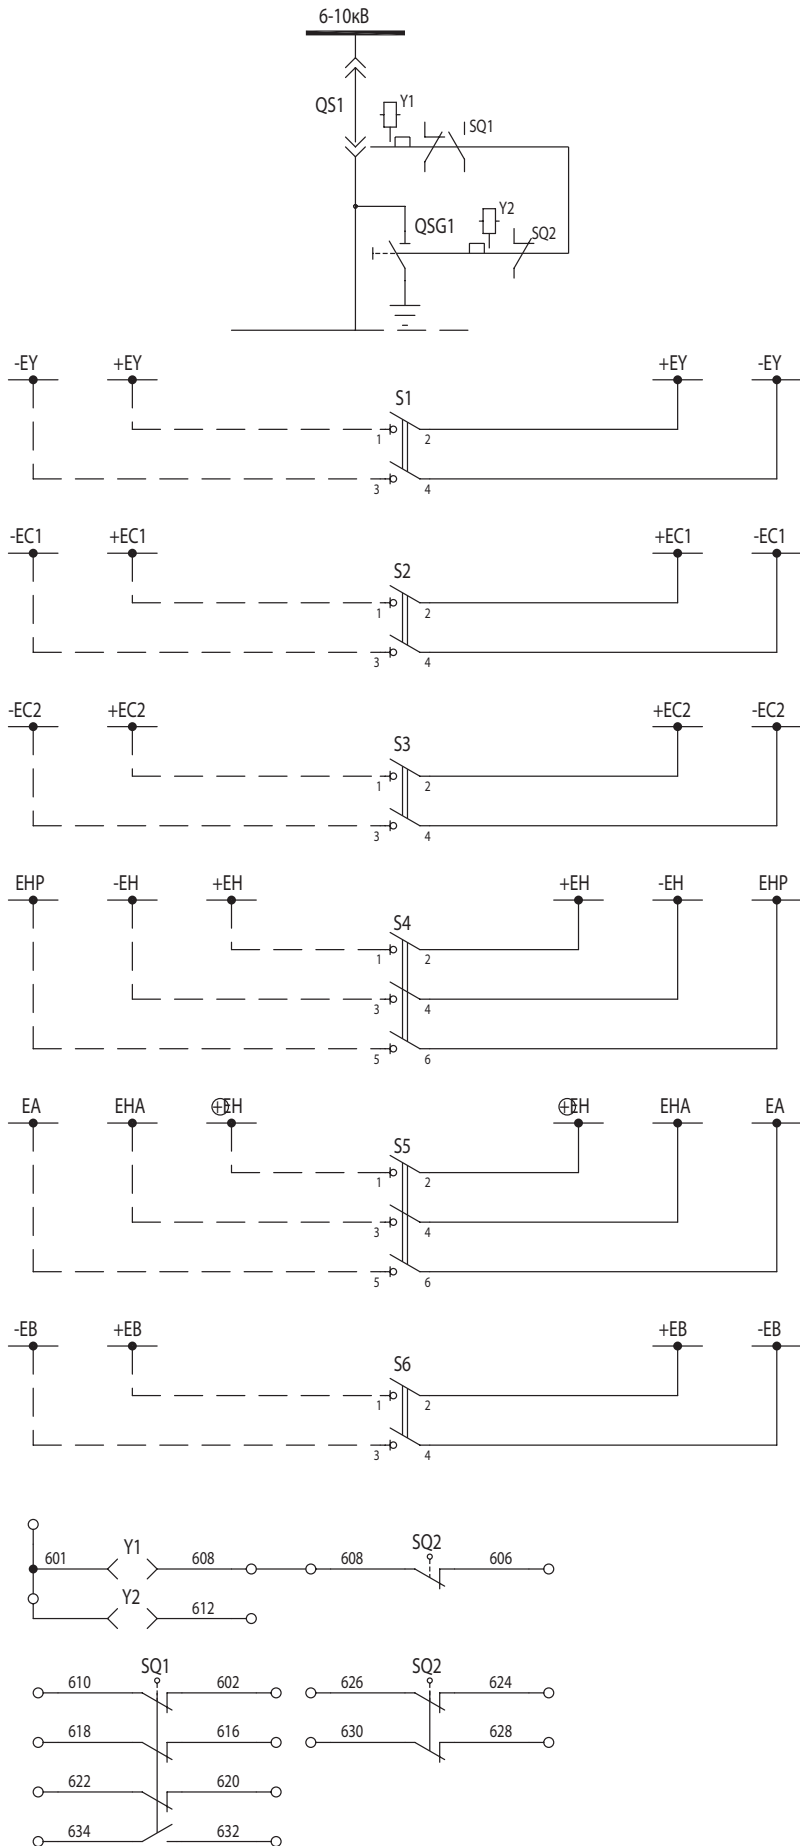 6-10кВ
QS1
Y1
SQ1
QSG1
Y2
SQ2
-EY +EY +EY -EY
S1
1 2
3 4
-EC1 +EC1 +EC1 -EC1
S2
1 2
3 4
-EC2 +EC2 +EC2 -EC2
S3
1 2
3 4
EHP -EH +EH +EH -EH EHP
S4
1 2
3 4
5 6
EA EHA (+)EH (+)EH EHA EA
S5
1 2
3 4
5 6
-EB +EB +EB -EB
S6
1 2
3 4
601 Y1 608 608 SQ2 606
Y2 612
SQ1 SQ2
610 602 626 624
618 616 630 628
622 620
634 632